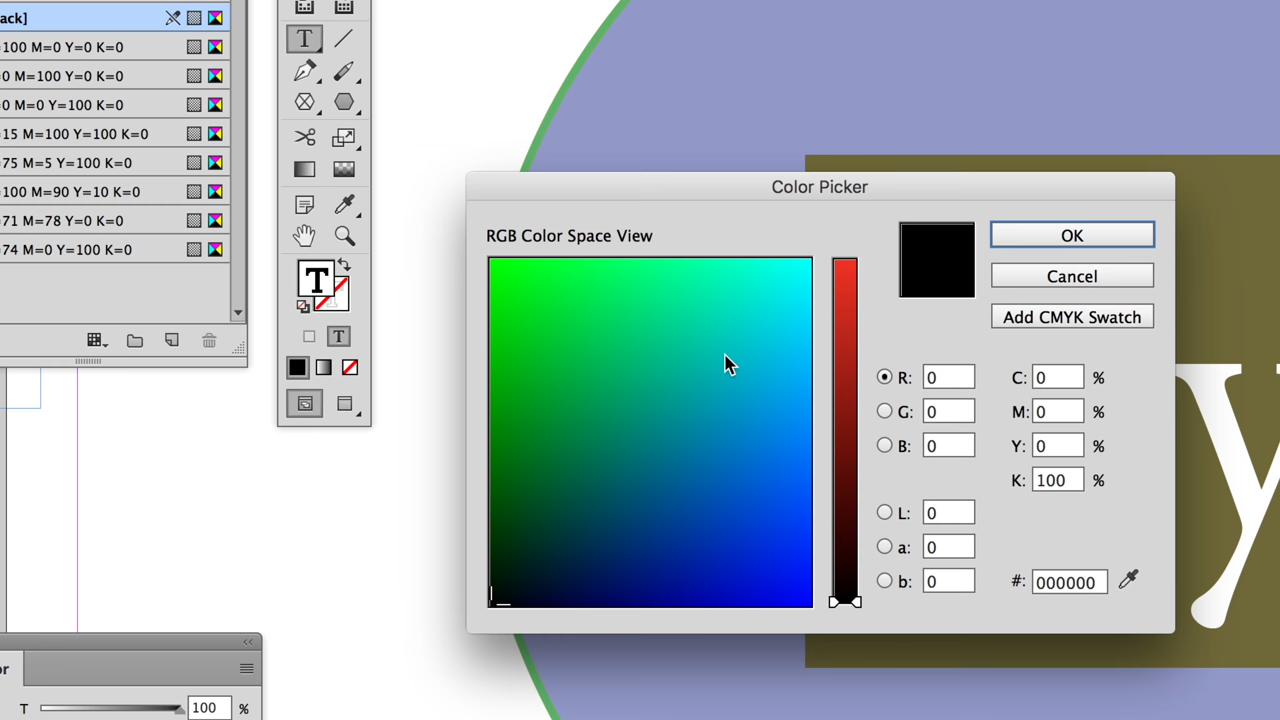 ack]
=100 M=0 Y=0 K=0
=0 M=100 Y=0 K=0
=0 M=0 Y=100 K=0
=15 M=100 Y=100 K=0
=75 M=5 Y=100 K=0
=100 M=90 Y=10 K=0
=71 M=78 Y=0 K=0
=74 M=0 Y=100 K=0
T
T
T
or
T 100 %
Color Picker
RGB Color Space View
OK
Cancel
Add CMYK Swatch
R: 0 C: 0 %
G: 0 M: 0 %
B: 0 Y: 0 %
K: 100 %
L: 0
a: 0
b: 0 #: 000000
y